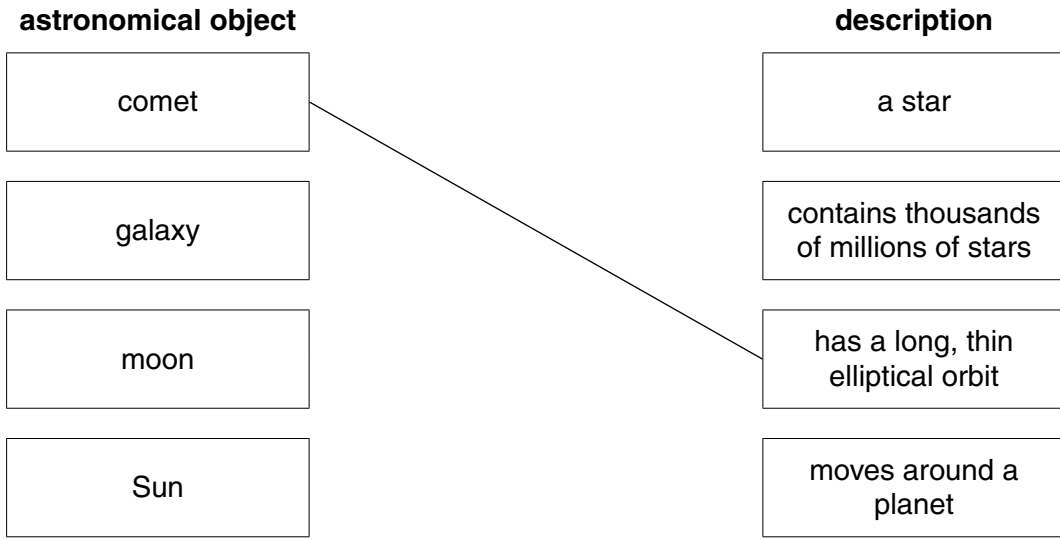 astronomical object
description
comet
a star
galaxy
contains thousands
of millions of stars
moon
has a long, thin
elliptical orbit
Sun
moves around a
planet